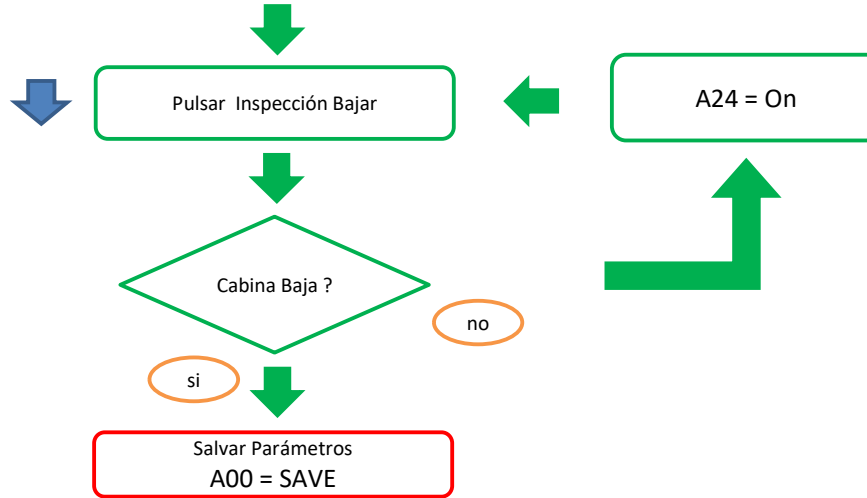 Pulsar Inspección Bajar
A24 = On
Cabina Baja ?
no
si
Salvar Parámetros
A00 = SAVE